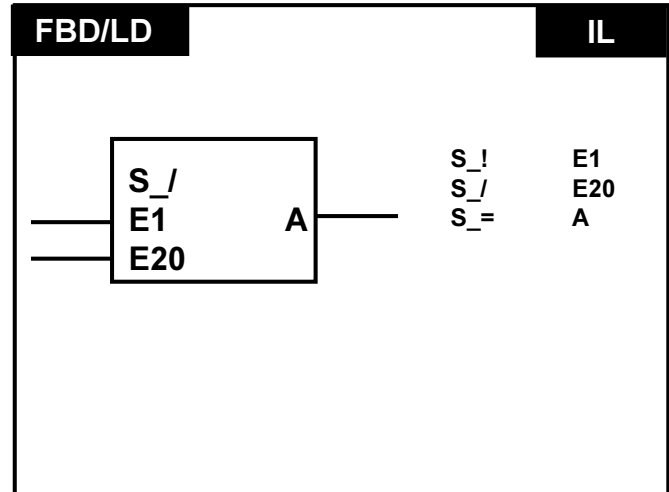 FBD/LD IL
S_/
E1 A
E20
S_! E1
S_/ E20
S_= A